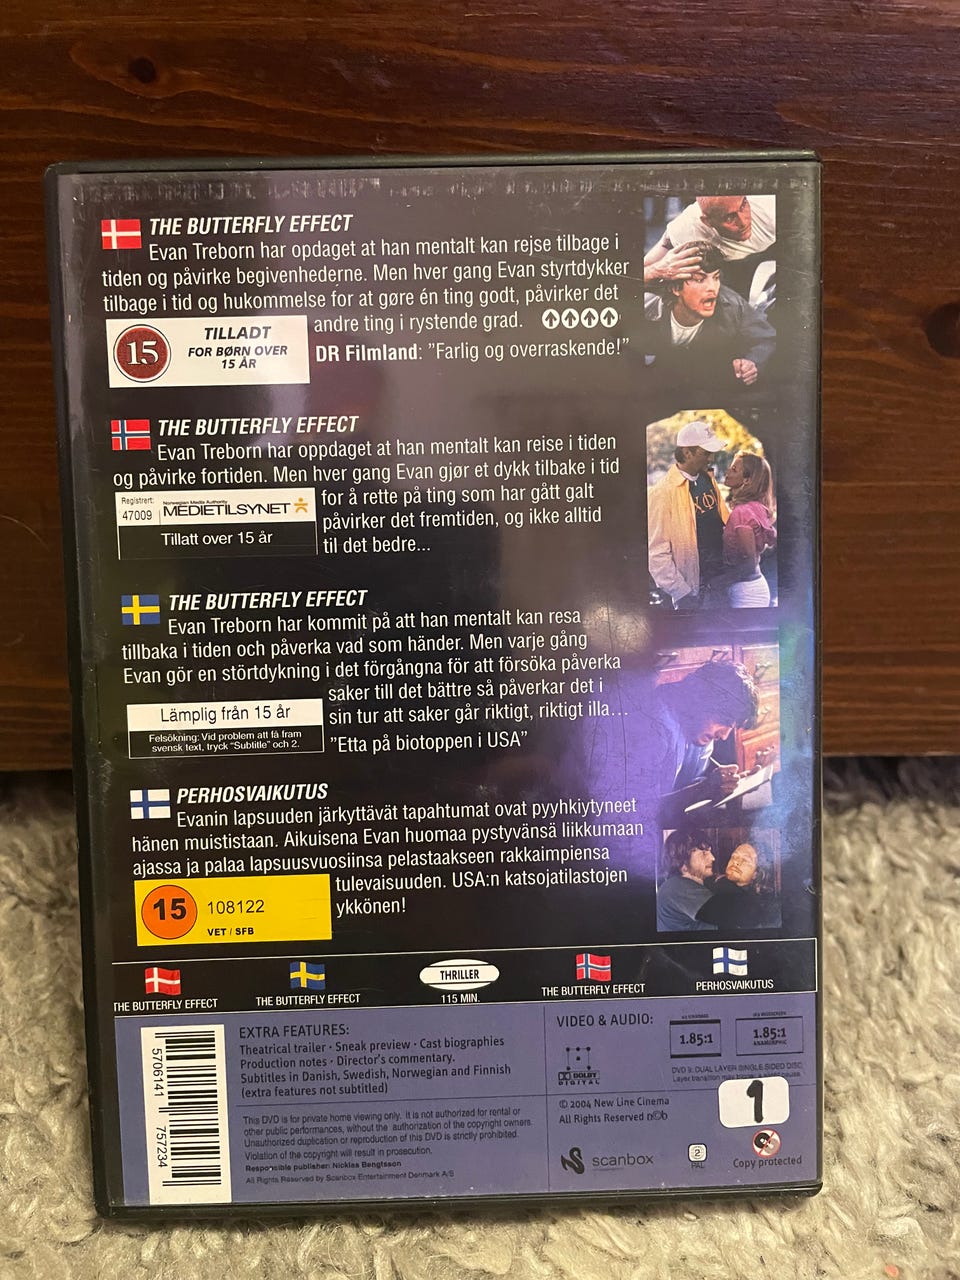 THE BUTTERFLY EFFECT
Evan Treborn har opdaget at han mentalt kan rejse tilbage i
tiden og påvirke begivenhederne. Men hver gang Evan styrtdykker
tilbage i tid og hukommelse for at gøre én ting godt, påvirker det
andre ting i rystende grad.
DR Filmland: ”Farlig og overraskende!”
15
TILLADT
FOR BØRN OVER
15 ÅR
THE BUTTERFLY EFFECT
Evan Treborn har oppdaget at han mentalt kan reise i tiden
og påvirke fortiden. Men hver gang Evan gjør et dykk tilbake i tid
for å rette på ting som har gått galt
påvirker det fremtiden, og ikke alltid
til det bedre...
Registrert:
47009
Norwegian Media Authority
MEDIETILSYNET
Tillatt over 15 år
THE BUTTERFLY EFFECT
Evan Treborn har kommit på att han mentalt kan resa
tillbaka i tiden och påverka vad som händer. Men varje gång
Evan gör en störtdykning i det förgångna för att försöka påverka
saker till det bättre så påverkar det i
sin tur att saker går riktigt, riktigt illa...
”Etta på biotoppen i USA”
Lämplig från 15 år
Felsökning: Vid problem att få fram
svensk text, tryck “Subtitle” och 2.
PERHOSVAIKUTUS
Evanin lapsuuden järkyttävät tapahtumat ovat pyyhkiytyneet
hänen muististaan. Aikuisena Evan huomaa pystyvänsä liikkumaan
ajassa ja palaa lapsuusvuosiinsa pelastaakseen rakkaimpiensa
tulevaisuuden. USA:n katsojatilastojen
ykkönen!
15
108122
VET / SFB
THE BUTTERFLY EFFECT
THE BUTTERFLY EFFECT
THRILLER
115 MIN.
THE BUTTERFLY EFFECT
PERHOSVAIKUTUS
5706141 757234
EXTRA FEATURES:
Theatrical trailer · Sneak preview · Cast biographies
Production notes · Director’s commentary.
Subtitles in Danish, Swedish, Norwegian and Finnish
(extra features not subtitled)
This DVD is for private home viewing only. It is not authorized for rental or
other public performances, without the authorization of the copyright owners.
Unauthorized duplication or reproduction of this DVD is strictly prohibited.
Violation of the copyright will result in prosecution.
Responsible publisher: Nicklas Bengtsson
All Rights Reserved by Scanbox Entertainment Denmark A/S
VIDEO & AUDIO:
1.85:1
1.85:1
ANAMORPHIC
DOLBY
DIGITAL
DVD 9: DUAL LAYER SINGLE SIDED DISC
Layer transition may
pause.
© 2004 New Line Cinema
All Rights Reserved
1
scanbox
2
PAL
Copy protected